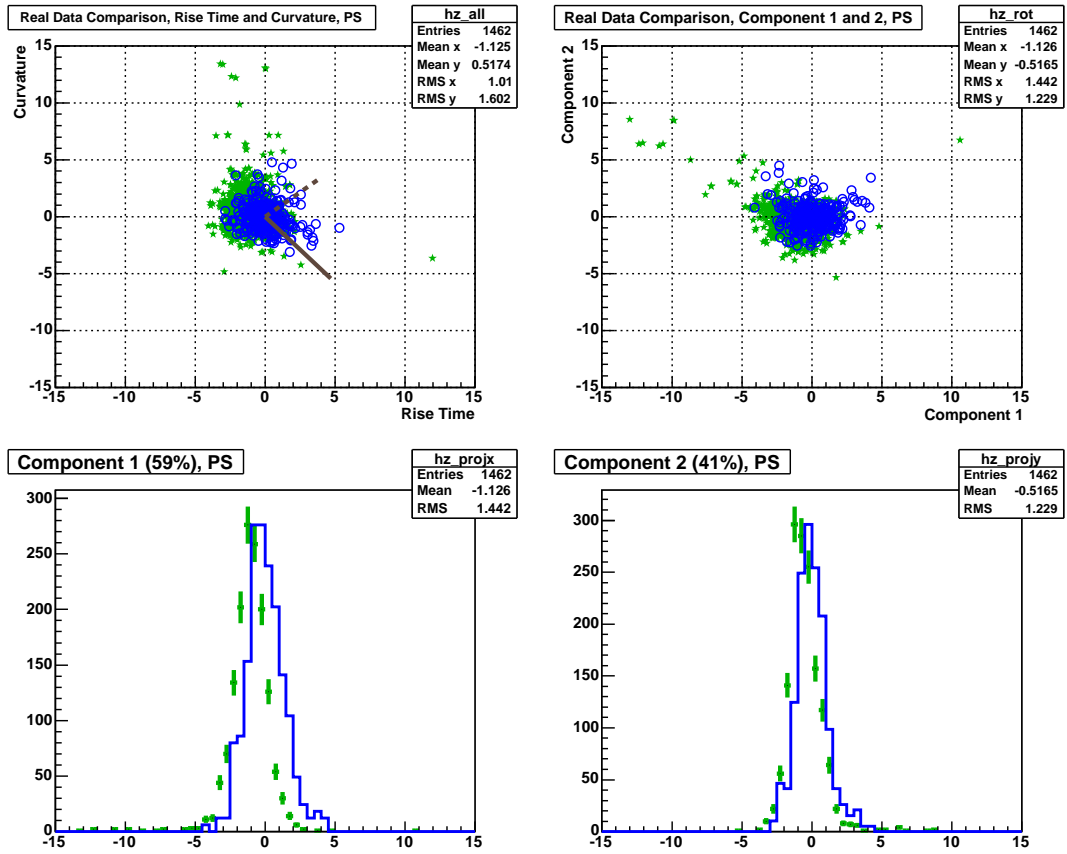 Real Data Comparison, Rise Time and Curvature, PS
hz_all
Entries 1462
Mean x -1.125
Mean y 0.5174
RMS x 1.01
RMS y 1.602
Curvature
15
10
5
0
-5
-10
-15
-15 -10 -5 0 5 10 15
Rise Time
Real Data Comparison, Component 1 and 2, PS
hz_rot
Entries 1462
Mean x -1.126
Mean y -0.5165
RMS x 1.442
RMS y 1.229
Component 2
15
10
5
0
-5
-10
-15
-15 -10 -5 0 5 10 15
Component 1
Component 1 (59%), PS
hz_projx
Entries 1462
Mean -1.126
RMS 1.442
300
250
200
150
100
50
0
-15 -10 -5 0 5 10 15
Component 2 (41%), PS
hz_projy
Entries 1462
Mean -0.5165
RMS 1.229
300
250
200
150
100
50
0
-15 -10 -5 0 5 10 15